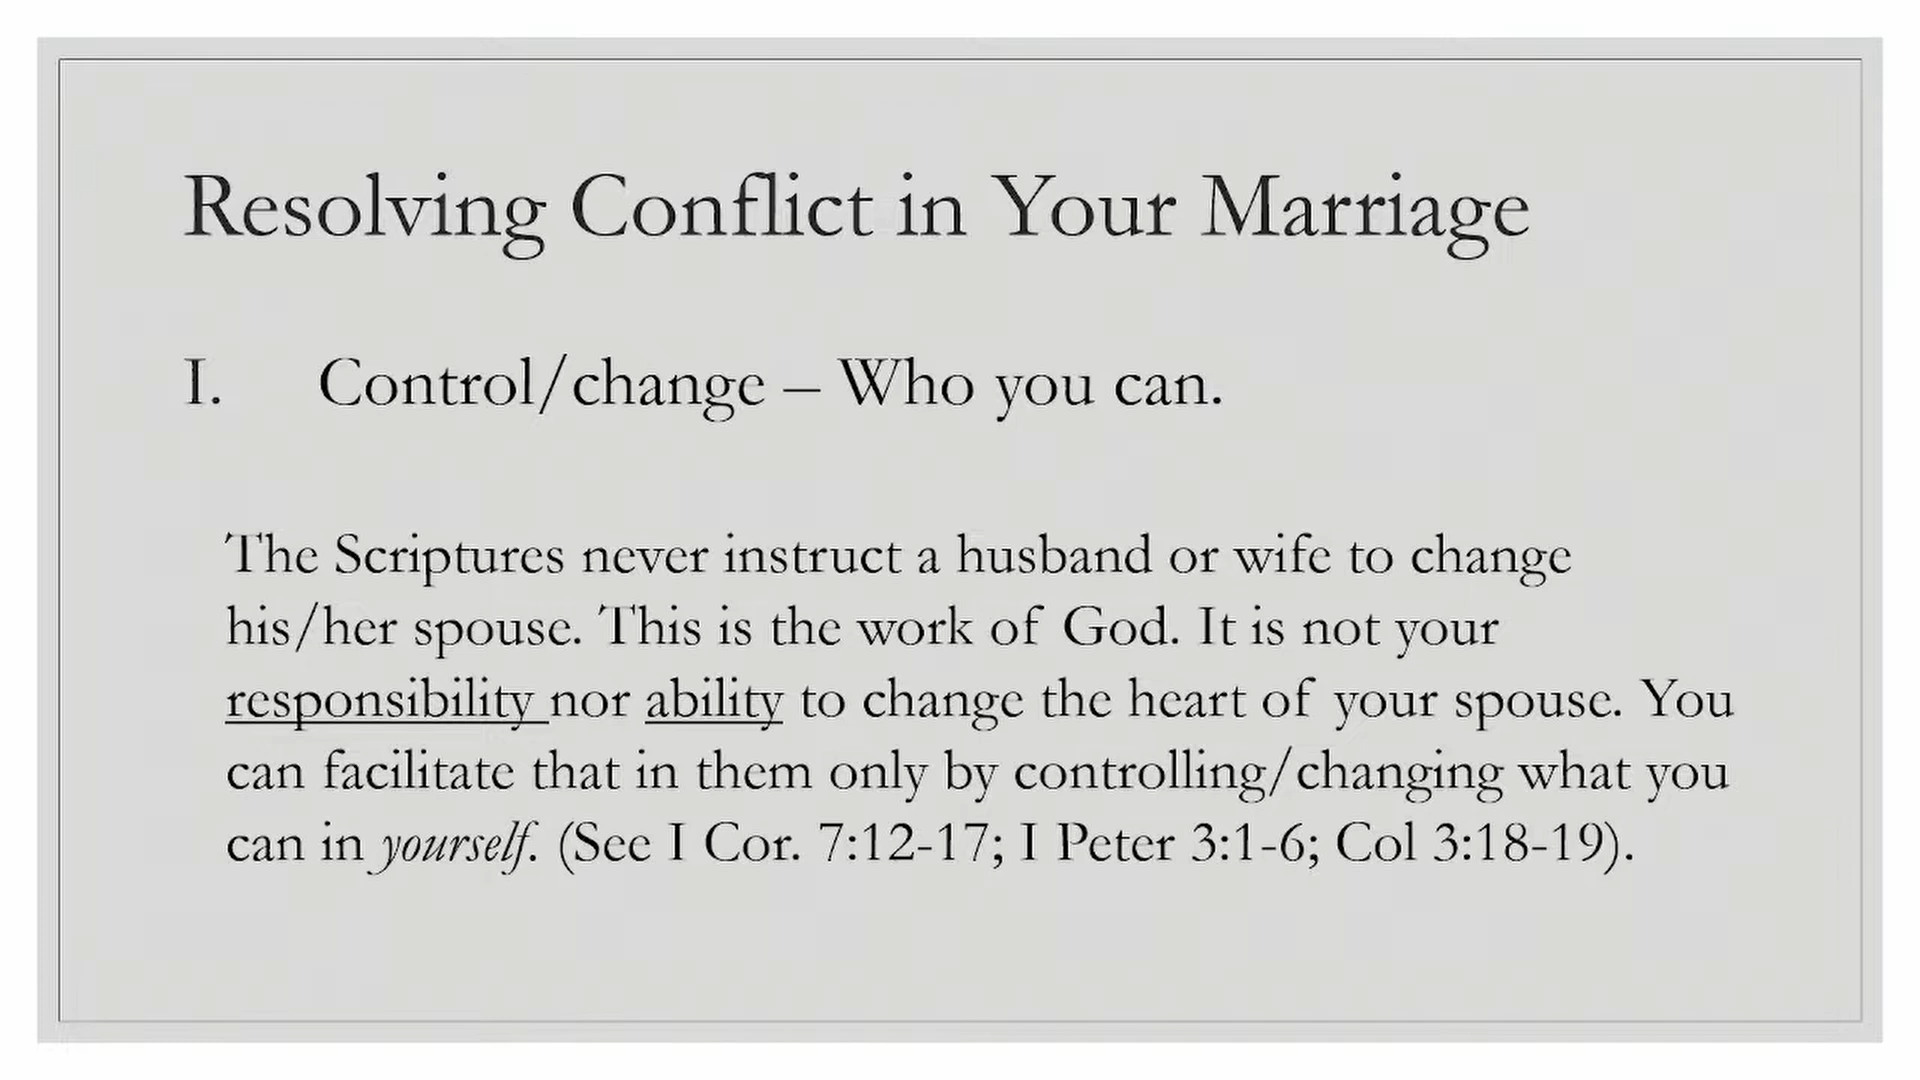 Resolving Conflict in Your Marriage
I. Control/change – Who you can.
The Scriptures never instruct a husband or wife to change
his/her spouse. This is the work of God. It is not your
responsibility nor ability to change the heart of your spouse. You
can facilitate that in them only by controlling/changing what you
can in yourself. (See I Cor. 7:12-17; I Peter 3:1-6; Col 3:18-19).